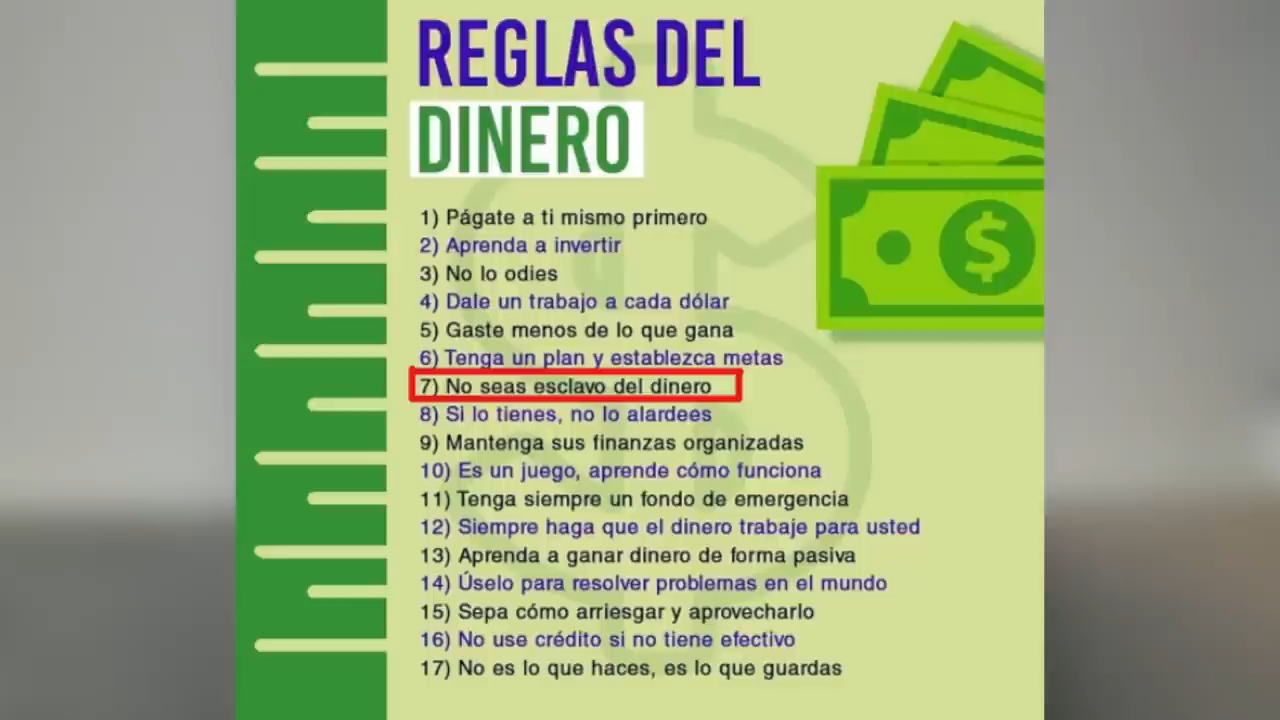 REGLAS DEL
DINERO
1) Págate a ti mismo primero
2) Aprenda a invertir
3) No lo odies
4) Dale un trabajo a cada dólar
5) Gaste menos de lo que gana
6) Tenga un plan y establezca metas
7) No seas esclavo del dinero
8) Si lo tienes, no lo alardees
9) Mantenga sus finanzas organizadas
10) Es un juego, aprende cómo funciona
11) Tenga siempre un fondo de emergencia
12) Siempre haga que el dinero trabaje para usted
13) Aprenda a ganar dinero de forma pasiva
14) Úselo para resolver problemas en el mundo
15) Sepa cómo arriesgar y aprovecharlo
16) No use crédito si no tiene efectivo
17) No es lo que haces, es lo que guardas
$